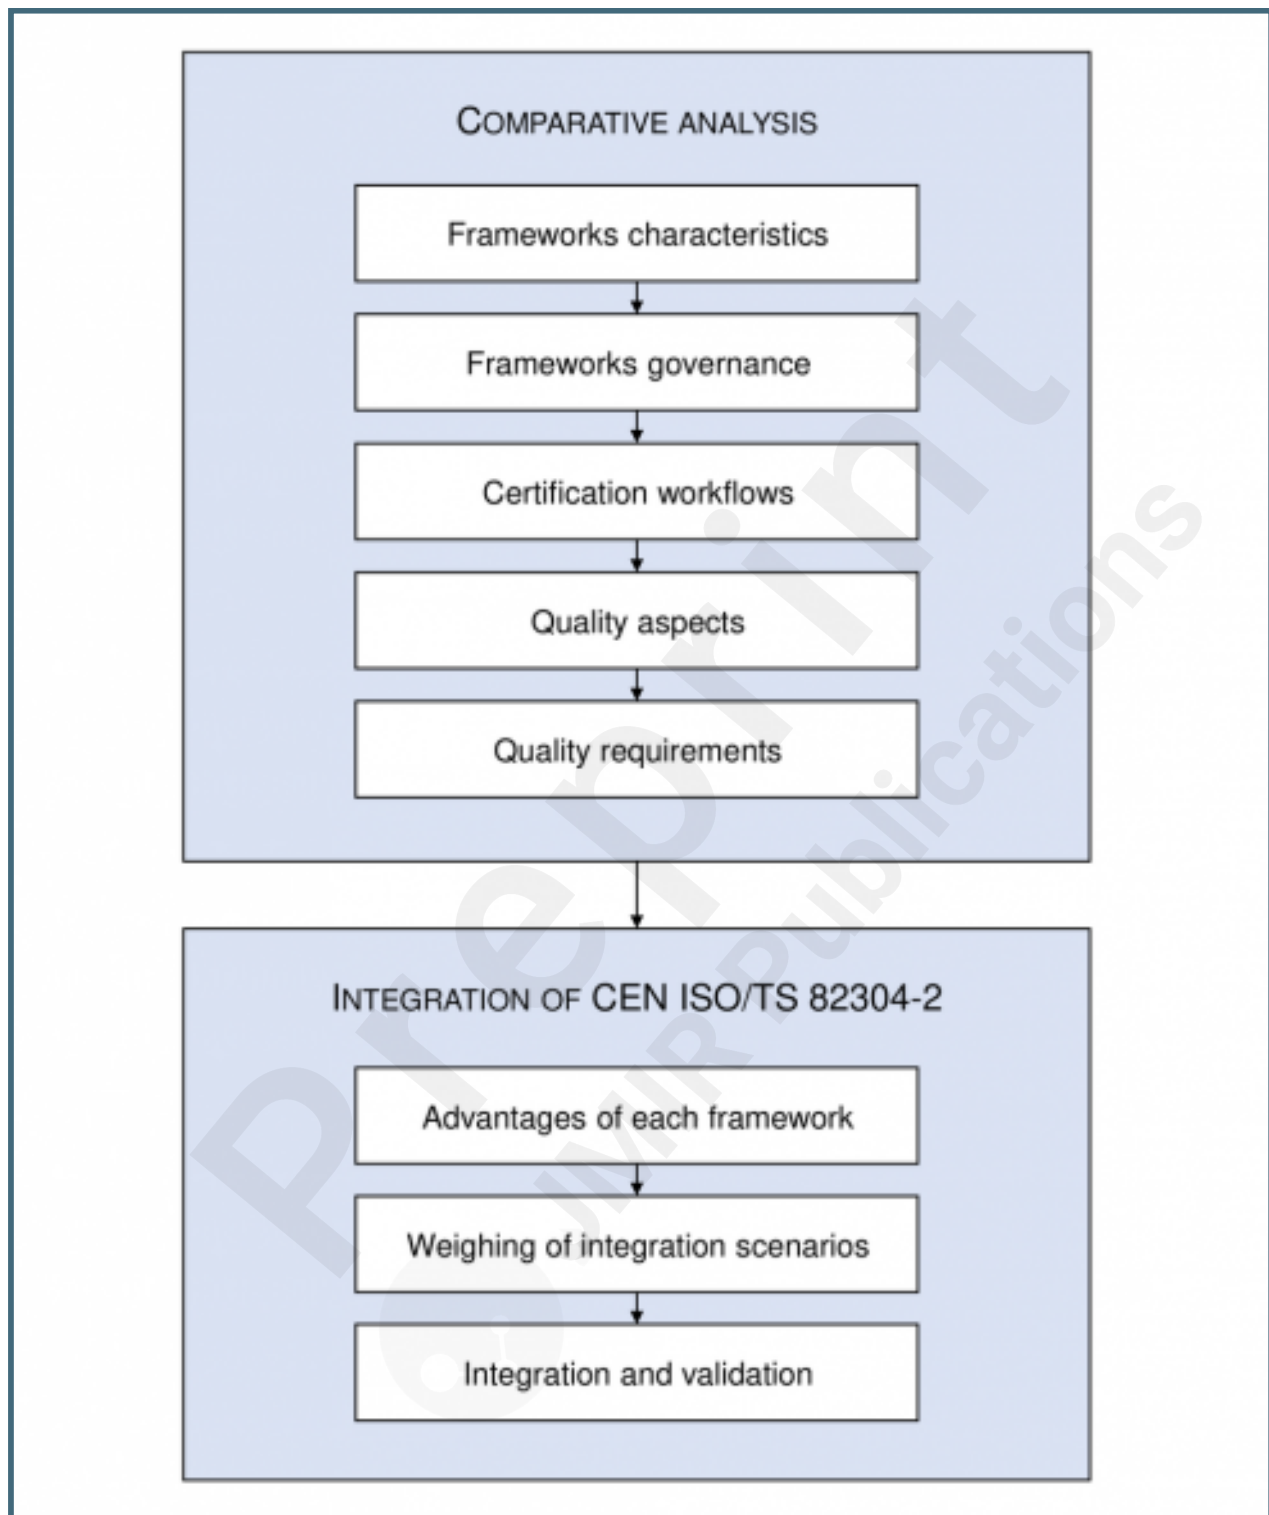 COMPARATIVE ANALYSIS
Frameworks characteristics
Frameworks governance
Certification workflows
Quality aspects
Quality requirements
INTEGRATION OF CEN ISO/TS 82304-2
Advantages of each framework
Weighing of integration scenarios
Integration and validation
Preprint
JMIR Publications